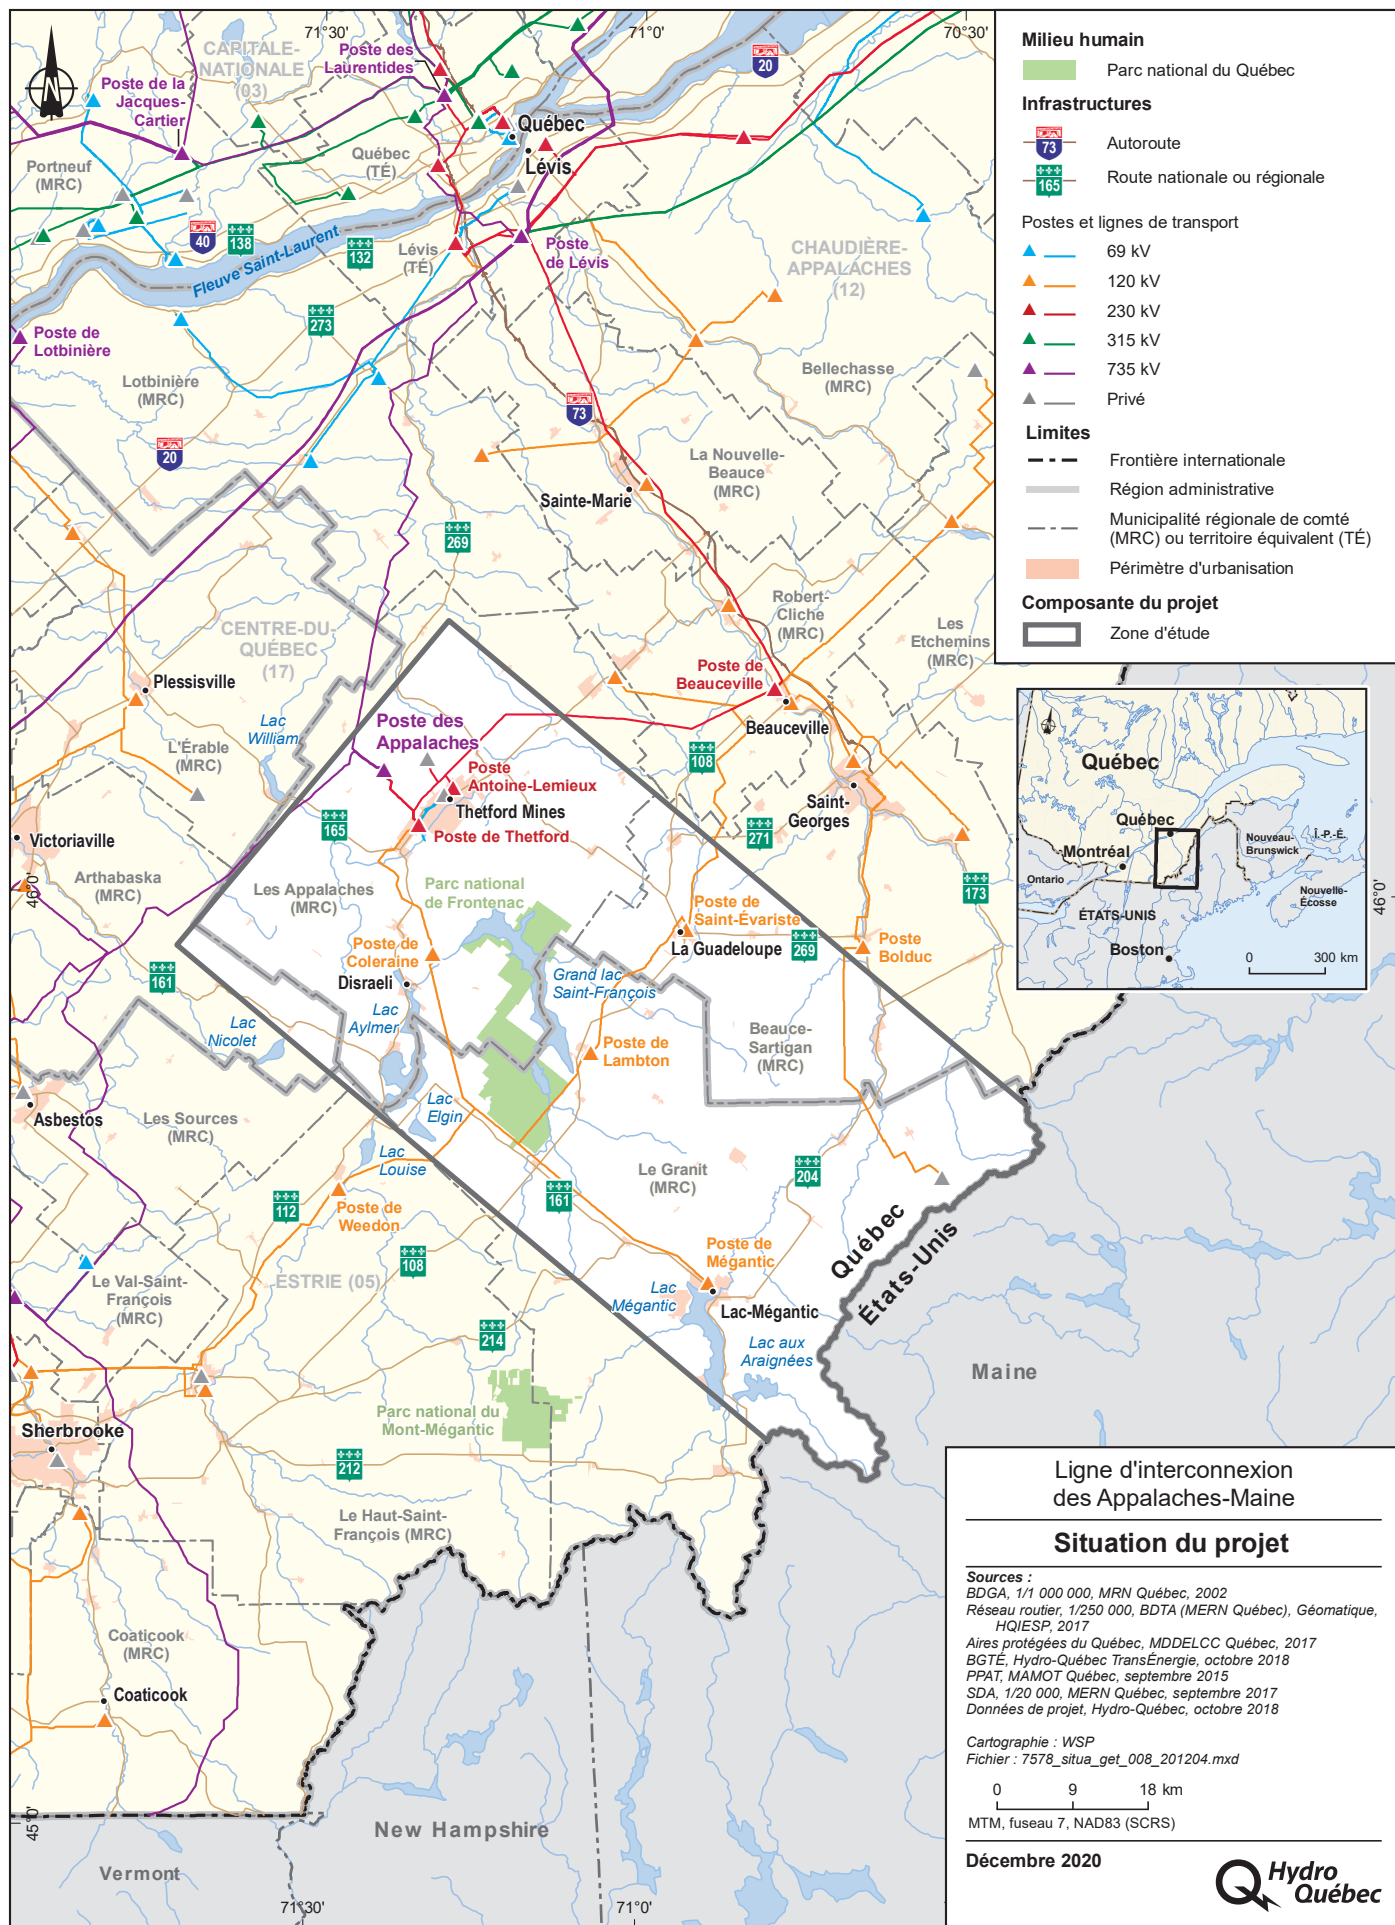 71°30'
71°0'
70°30'
CAPITALE-
NATIONALE
(03)
Poste des
Laurentides
Poste de la
Jacques-
Cartier
N
20
Québec
Lévis
Québec
(TÉ)
Portneuf
(MRC)
40
138
132
Lévis
(TÉ)
Fleuve Saint-Laurent
Poste
de Lévis
CHAUDIÈRE-
APPALACHES
(12)
273
Poste de
Lotbinière
Lotbinière
(MRC)
Bellechasse
(MRC)
73
20
La Nouvelle-
Beauce
(MRC)
Sainte-Marie
269
Robert-
Cliche
(MRC)
Les
Etchemins
(MRC)
CENTRE-DU-
QUÉBEC
(17)
Plessisville
Poste de
Beauceville
Beauceville
Lac
William
Poste des
Appalaches
L'Érable
(MRC)
108
Poste
Antoine-Lemieux
Thetford Mines
Poste de Thetford
Saint-
Georges
165
271
Victoriaville
Arthabaska
(MRC)
46°0'
Les Appalaches
(MRC)
Parc national
de Frontenac
173
46°0'
Poste de
Saint-Évariste
La Guadeloupe
269
Poste
Bolduc
Poste de
Coleraine
Disraeli
161
Grand lac
Saint-François
Lac
Aylmer
Lac
Nicolet
Beauce-
Sartigan
(MRC)
Poste de
Lambton
Asbestos
Les Sources
(MRC)
Lac
Elgin
Lac
Louise
Le Granit
(MRC)
204
161
112
Poste de
Weedon
Québec
États-Unis
108
Poste de
Mégantic
ESTRIE (05)
Le Val-Saint-
François
(MRC)
Lac
Mégantic
Lac-Mégantic
214
Lac aux
Araignées
Maine
Parc national du
Mont-Mégantic
Sherbrooke
212
Le Haut-Saint-
François (MRC)
Coaticook
(MRC)
Coaticook
45°0'
New Hampshire
Vermont
71°30'
71°0'
Milieu humain
Parc national du Québec
Infrastructures
73
Autoroute
165
Route nationale ou régionale
Postes et lignes de transport
69 kV
120 kV
230 kV
315 kV
735 kV
Privé
Limites
Frontière internationale
Région administrative
Municipalité régionale de comté
(MRC) ou territoire équivalent (TÉ)
Périmètre d'urbanisation
Composante du projet
Zone d'étude
Québec
Québec
Montréal
Nouveau-
Brunswick
Î.-P.-É.
Ontario
Nouvelle-
Écosse
ÉTATS-UNIS
Boston
0 300 km
Ligne d'interconnexion
des Appalaches-Maine
Situation du projet
Sources :
BDGA, 1/1 000 000, MRN Québec, 2002
Réseau routier, 1/250 000, BDTA (MERN Québec), Géomatique,
HQIESP, 2017
Aires protégées du Québec, MDDELCC Québec, 2017
BGTÉ, Hydro-Québec TransÉnergie, octobre 2018
PPAT, MAMOT Québec, septembre 2015
SDA, 1/20 000, MERN Québec, septembre 2017
Données de projet, Hydro-Québec, octobre 2018
Cartographie : WSP
Fichier : 7578_situa_get_008_201204.mxd
0 9 18 km
MTM, fuseau 7, NAD83 (SCRS)
Décembre 2020
Hydro
Québec